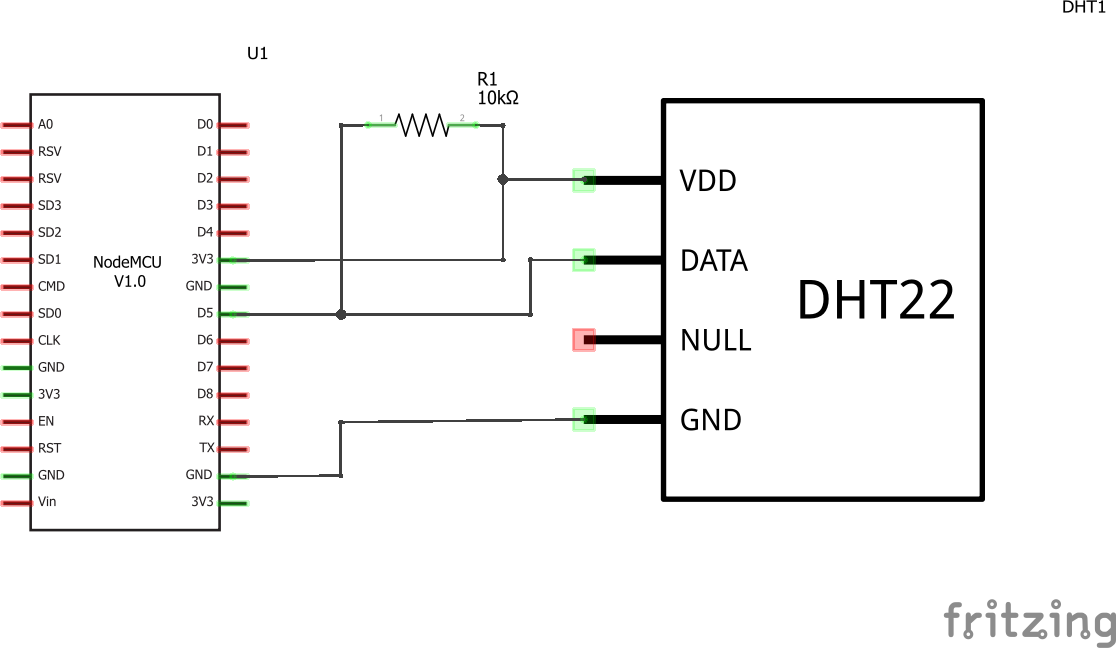 DHT1
U1
R1
10kΩ
1
2
A0
RSV
RSV
SD3
SD2
SD1
CMD
SD0
CLK
GND
3V3
EN
RST
GND
Vin
NodeMCU
V1.0
D0
D1
D2
D3
D4
3V3
GND
D5
D6
D7
D8
RX
TX
GND
3V3
VDD
DATA
NULL
GND
DHT22
fritzing